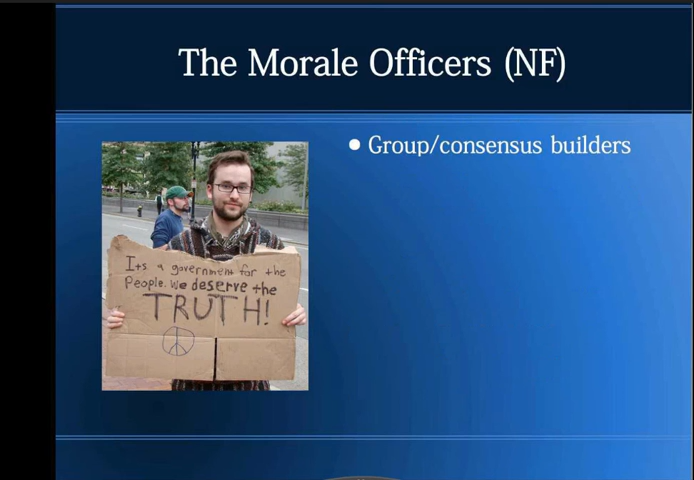 The Morale Officers (NF)
• Group/consensus builders
Its a government for the
People. We deserve the
TRUTH!